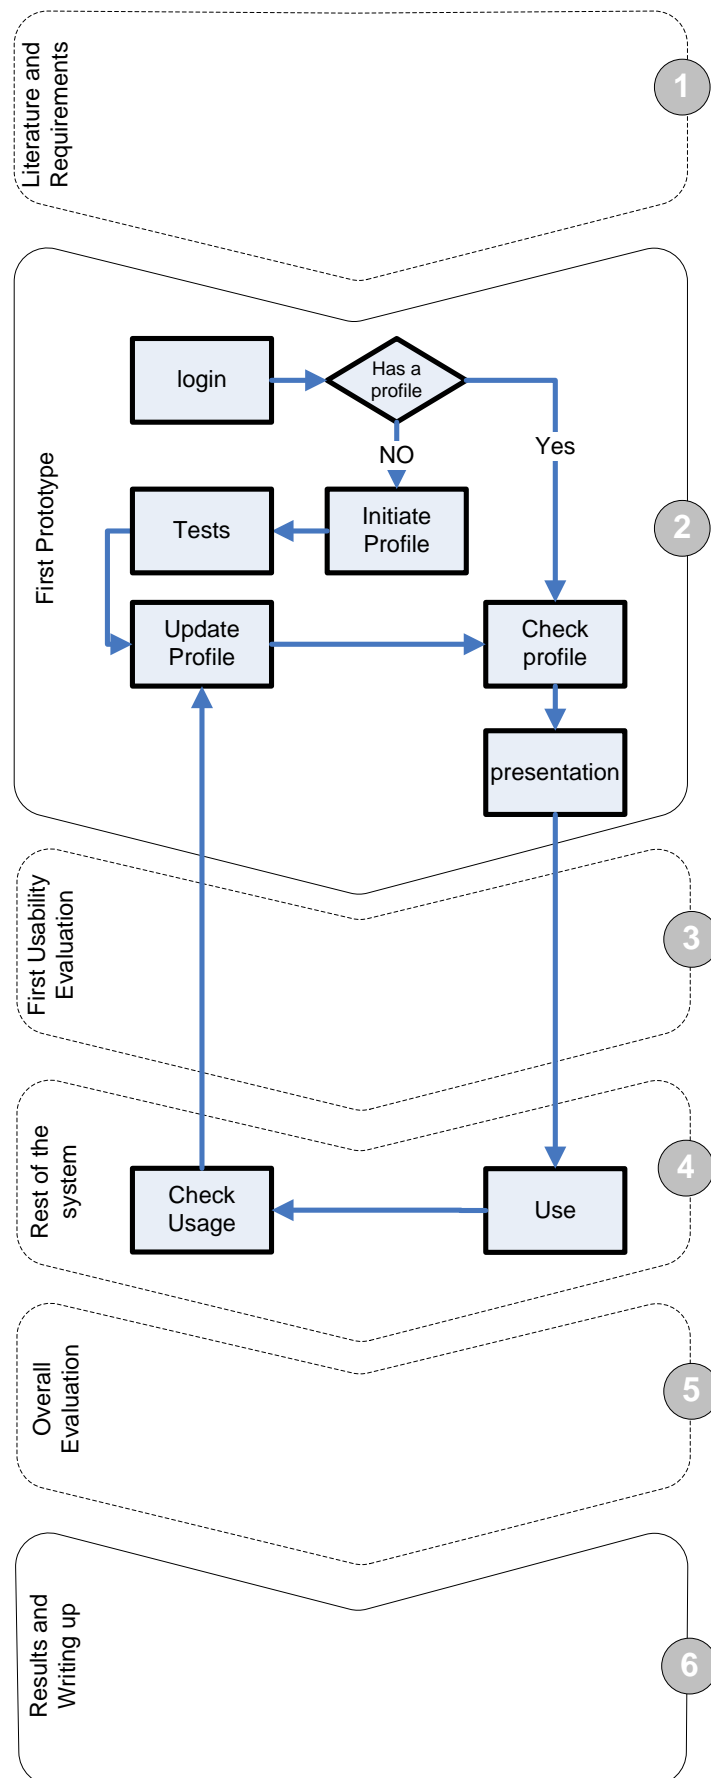 Literature and
Requirements
1
login
Has a
profile
NO
Yes
First Prototype
Tests
Initiate
Profile
2
Update
Profile
Check
profile
presentation
First Usability
Evaluation
3
Rest of the
system
Check
Usage
Use
4
Overall
Evaluation
5
Results and
Writing up
6